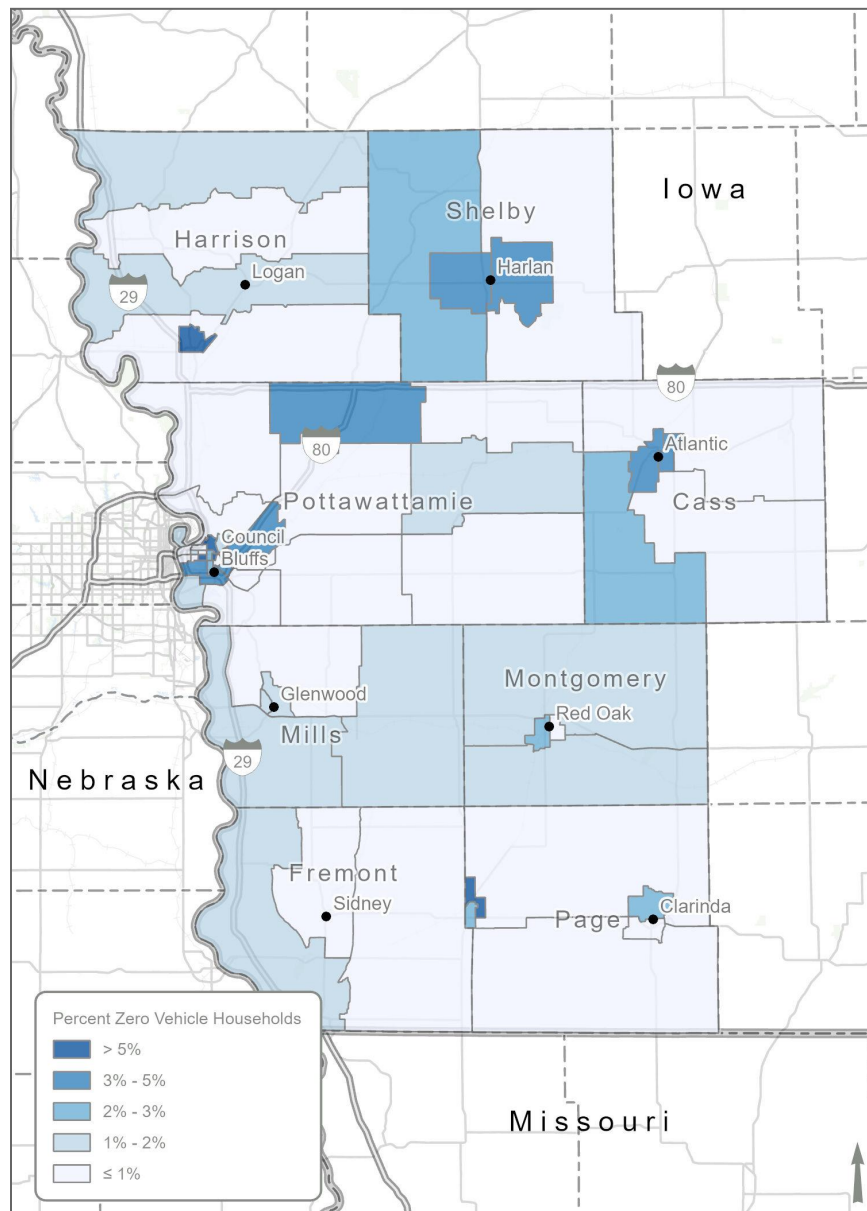 Iowa
Shelby
Harrison
Harlan
Logan
29
80
80
Atlantic
Pottawattamie
Cass
Council
Bluffs
Montgomery
Glenwood
Red Oak
Mills
29
Nebraska
Fremont
Sidney
Clarinda
Page
Percent Zero Vehicle Households
> 5%
3% - 5%
2% - 3%
1% - 2%
≤ 1%
Missouri